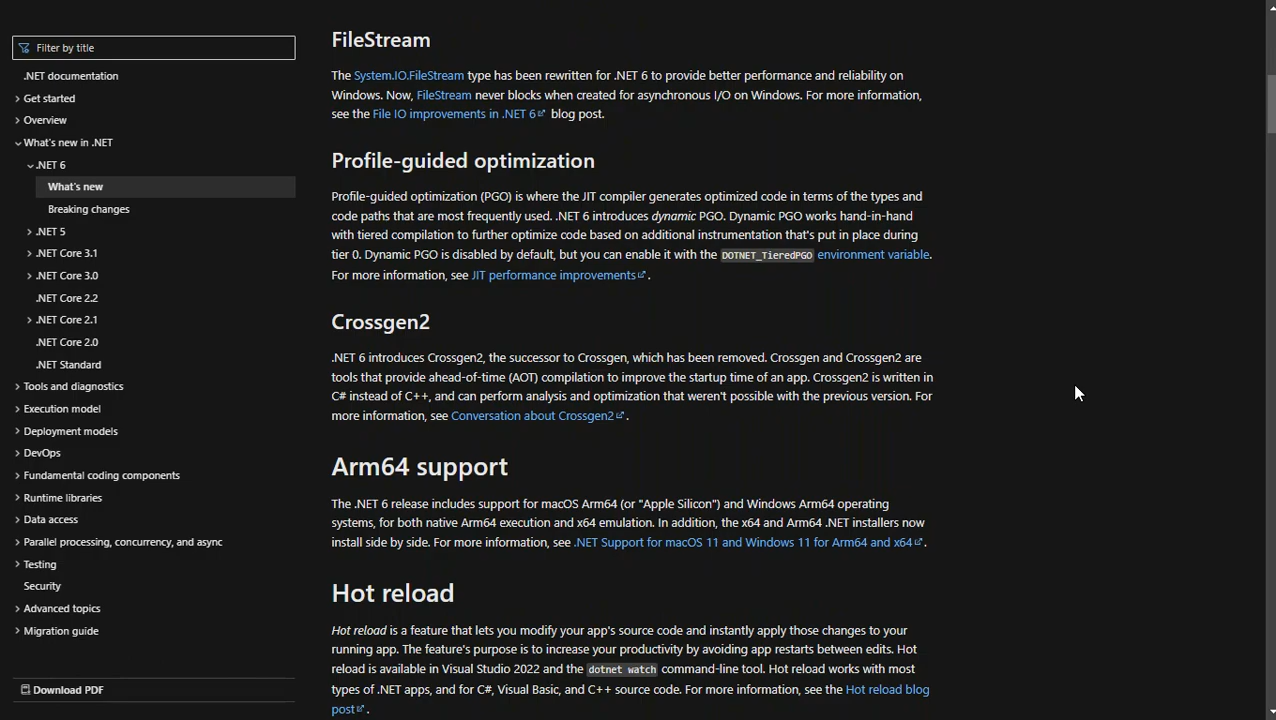 Filter by title
.NET documentation
Get started
Overview
What's new in .NET
.NET 6
What's new
Breaking changes
.NET 5
.NET Core 3.1
.NET Core 3.0
.NET Core 2.2
.NET Core 2.1
.NET Core 2.0
.NET Standard
Tools and diagnostics
Execution model
Deployment models
DevOps
Fundamental coding components
Runtime libraries
Data access
Parallel processing, concurrency, and async
Testing
Security
Advanced topics
Migration guide
Download PDF
FileStream
The System.IO.FileStream type has been rewritten for .NET 6 to provide better performance and reliability on
Windows. Now, FileStream never blocks when created for asynchronous I/O on Windows. For more information,
see the File IO improvements in .NET 6 blog post.
Profile-guided optimization
Profile-guided optimization (PGO) is where the JIT compiler generates optimized code in terms of the types and
code paths that are most frequently used. .NET 6 introduces dynamic PGO. Dynamic PGO works hand-in-hand
with tiered compilation to further optimize code based on additional instrumentation that's put in place during
tier 0. Dynamic PGO is disabled by default, but you can enable it with the DOTNET_TieredPGO environment variable.
For more information, see JIT performance improvements.
Crossgen2
.NET 6 introduces Crossgen2, the successor to Crossgen, which has been removed. Crossgen and Crossgen2 are
tools that provide ahead-of-time (AOT) compilation to improve the startup time of an app. Crossgen2 is written in
C# instead of C++, and can perform analysis and optimization that weren't possible with the previous version. For
more information, see Conversation about Crossgen2.
Arm64 support
The .NET 6 release includes support for macOS Arm64 (or "Apple Silicon") and Windows Arm64 operating
systems, for both native Arm64 execution and x64 emulation. In addition, the x64 and Arm64 .NET installers now
install side by side. For more information, see .NET Support for macOS 11 and Windows 11 for Arm64 and x64.
Hot reload
Hot reload is a feature that lets you modify your app's source code and instantly apply those changes to your
running app. The feature's purpose is to increase your productivity by avoiding app restarts between edits. Hot
reload is available in Visual Studio 2022 and the dotnet watch command-line tool. Hot reload works with most
types of .NET apps, and for C#, Visual Basic, and C++ source code. For more information, see the Hot reload blog
post.